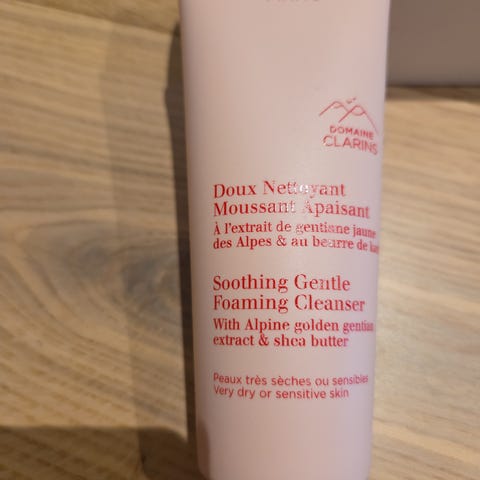 DOMAINE
CLARINS
Doux Nettoyant
Moussant Apaisant
À l'extrait de gentiane jaune
des Alpes & au beurre de
Soothing Gentle
Foaming Cleanser
With Alpine golden gentian
extract & shea butter
Peaux très sèches ou sensibles
Very dry or sensitive skin